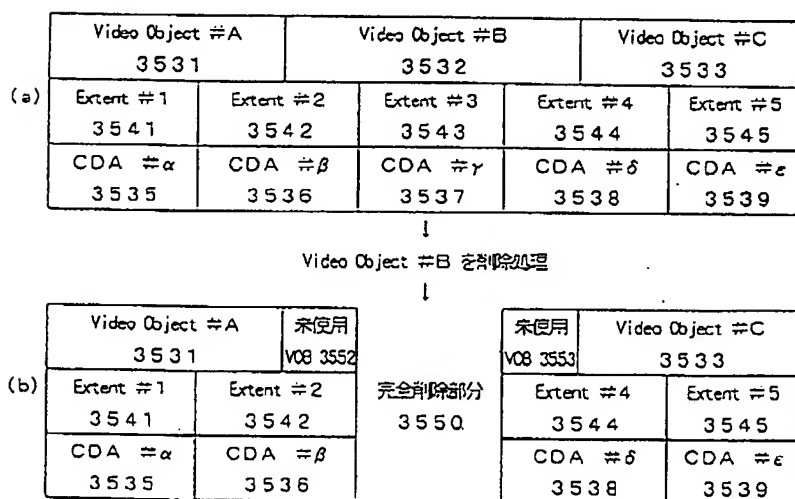 Video Object #A Video Object #B Video Object #C
3531 3532 3533
(a)
Extent #1 Extent #2 Extent #3 Extent #4 Extent #5
3541 3542 3543 3544 3545
CDA #α CDA #β CDA #γ CDA #δ CDA #ε
3535 3536 3537 3538 3539
↓
Video Object #B を削除処理
↓
Video Object #A 未使用 未使用 Video Object #C
3531 VOB 3552 VOB 3553 3533
(b)
Extent #1 Extent #2 完全削除部分 Extent #4 Extent #5
3541 3542 3550 3544 3545
CDA #α CDA #β CDA #δ CDA #ε
3535 3536 3538 3539